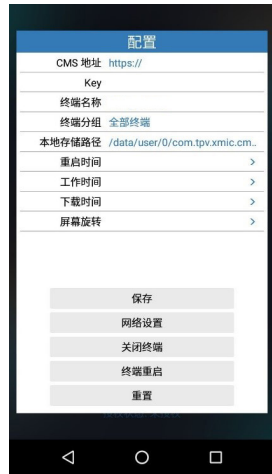 配置
CMS 地址 https://
Key
终端名称
终端分组 全部终端
本地存储路径 /data/user/0/com.tpv.xmic.cm..
重启时间 >
工作时间 >
下载时间 >
屏幕旋转 >
保存
网络设置
关闭终端
终端重启
重置